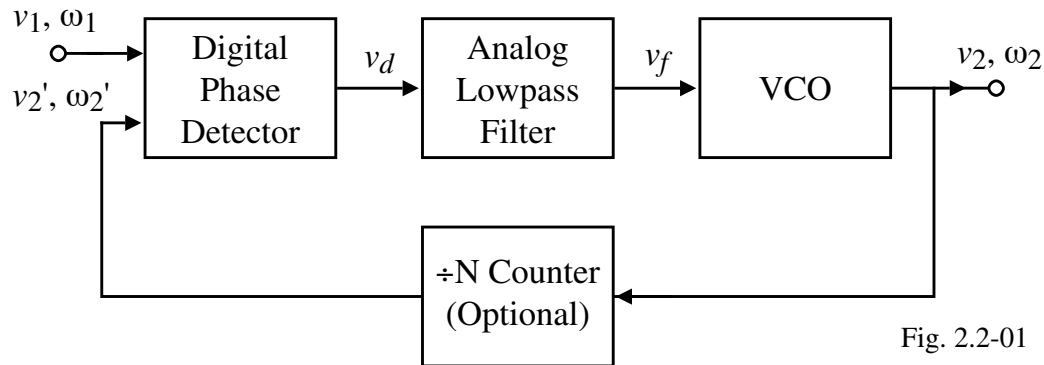 v1, ω1
v2', ω2'
Digital
Phase
Detector
vd
Analog
Lowpass
Filter
vf
VCO
v2, ω2
÷N Counter
(Optional)
Fig. 2.2-01